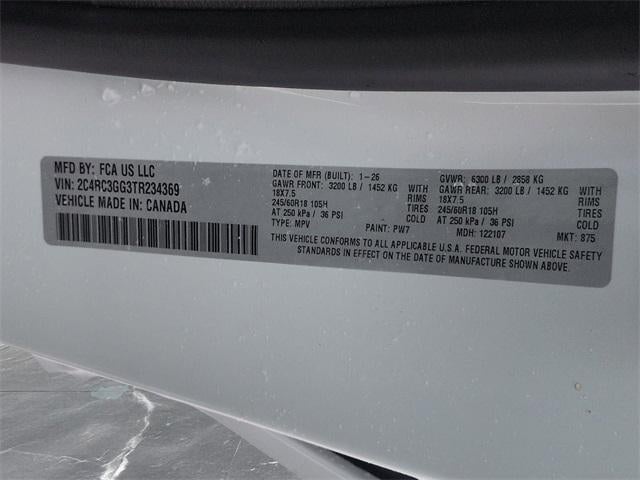 MFD BY: FCA US LLC
VIN: 2C4RC3GG3TR234369
VEHICLE MADE IN: CANADA
DATE OF MFR (BUILT): 1-26
GAWR FRONT: 3200 LB / 1452 KG WITH
18X7.5 RIMS
245/60R18 105H TIRES
AT 250 kPa / 36 PSI COLD
TYPE: MPV PAINT: PW7
GVWR: 6300 LB / 2858 KG
GAWR REAR: 3200 LB / 1452 KG WITH
18X7.5 RIMS
245/60R18 105H TIRES
AT 250 kPa / 36 PSI COLD
MDH: 122107 MKT: 875
THIS VEHICLE CONFORMS TO ALL APPLICABLE U.S.A. FEDERAL MOTOR VEHICLE SAFETY
STANDARDS IN EFFECT ON THE DATE OF MANUFACTURE SHOWN ABOVE.